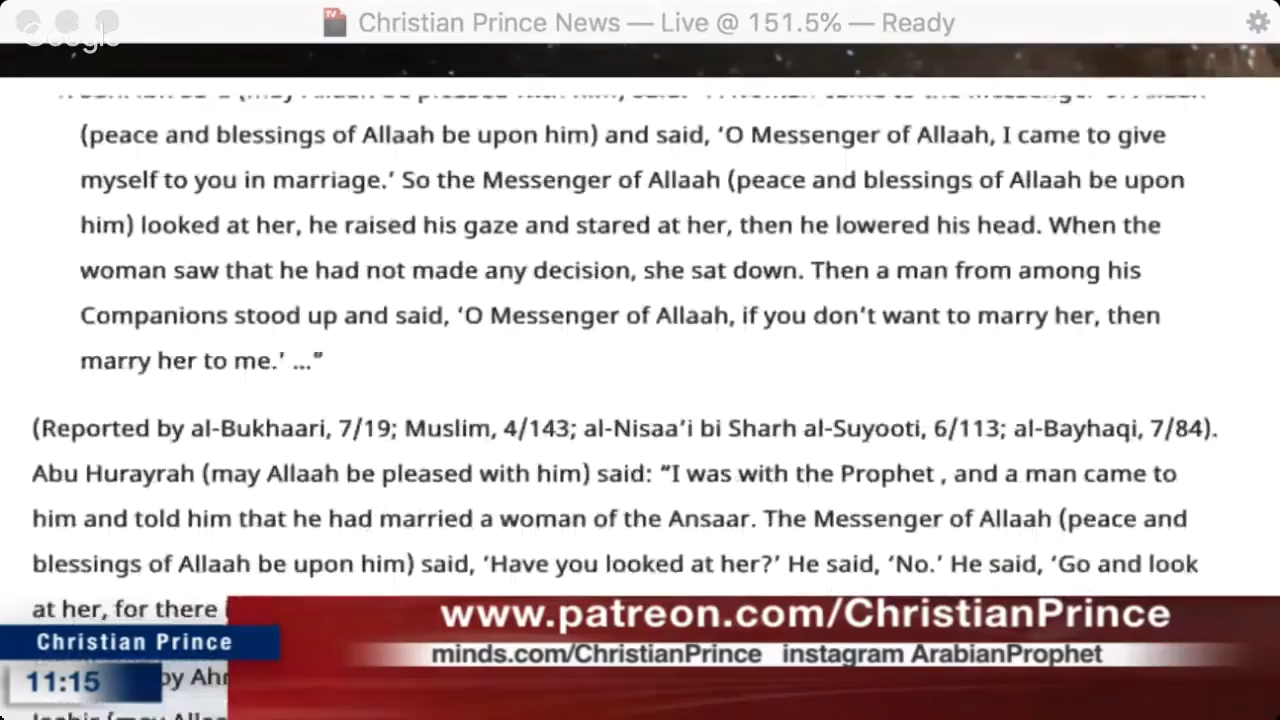 Christian Prince News — Live @ 151.5% — Ready
Google
(peace and blessings of Allaah be upon him) and said, ‘O Messenger of Allaah, I came to give
myself to you in marriage.’ So the Messenger of Allaah (peace and blessings of Allaah be upon
him) looked at her, he raised his gaze and stared at her, then he lowered his head. When the
woman saw that he had not made any decision, she sat down. Then a man from among his
Companions stood up and said, ‘O Messenger of Allaah, if you don’t want to marry her, then
marry her to me.’ ...”
(Reported by al-Bukhaari, 7/19; Muslim, 4/143; al-Nisaa’i bi Sharh al-Suyooti, 6/113; al-Bayhaqi, 7/84).
Abu Hurayrah (may Allaah be pleased with him) said: “I was with the Prophet , and a man came to
him and told him that he had married a woman of the Ansaar. The Messenger of Allaah (peace and
blessings of Allaah be upon him) said, ‘Have you looked at her?’ He said, ‘No.’ He said, ‘Go and look
at her, for there
www.patreon.com/ChristianPrince
Christian Prince
minds.com/ChristianPrince instagram ArabianProphet
11:15
by